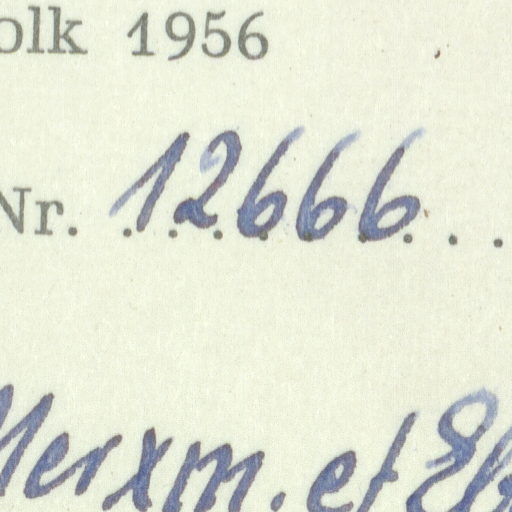 olk 1956
Nr. 12666
Merxm. et